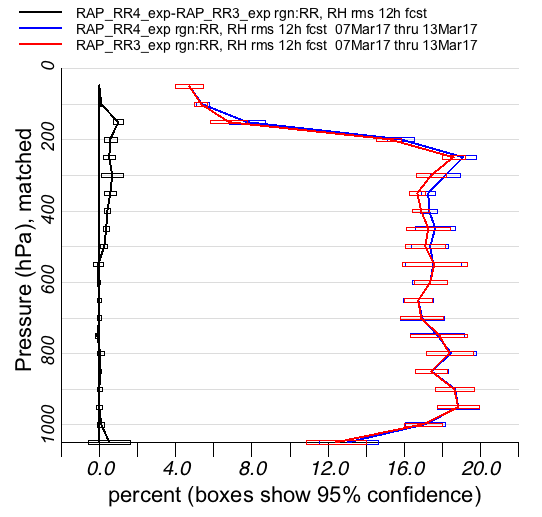 RAP_RR4_exp-RAP_RR3_exp rgn:RR, RH rms 12h fcst
RAP_RR4_exp rgn:RR, RH rms 12h fcst 07Mar17 thru 13Mar17
RAP_RR3_exp rgn:RR, RH rms 12h fcst 07Mar17 thru 13Mar17
0
200
400
600
800
1000
Pressure (hPa), matched
0.0 4.0 8.0 12.0 16.0 20.0
percent (boxes show 95% confidence)